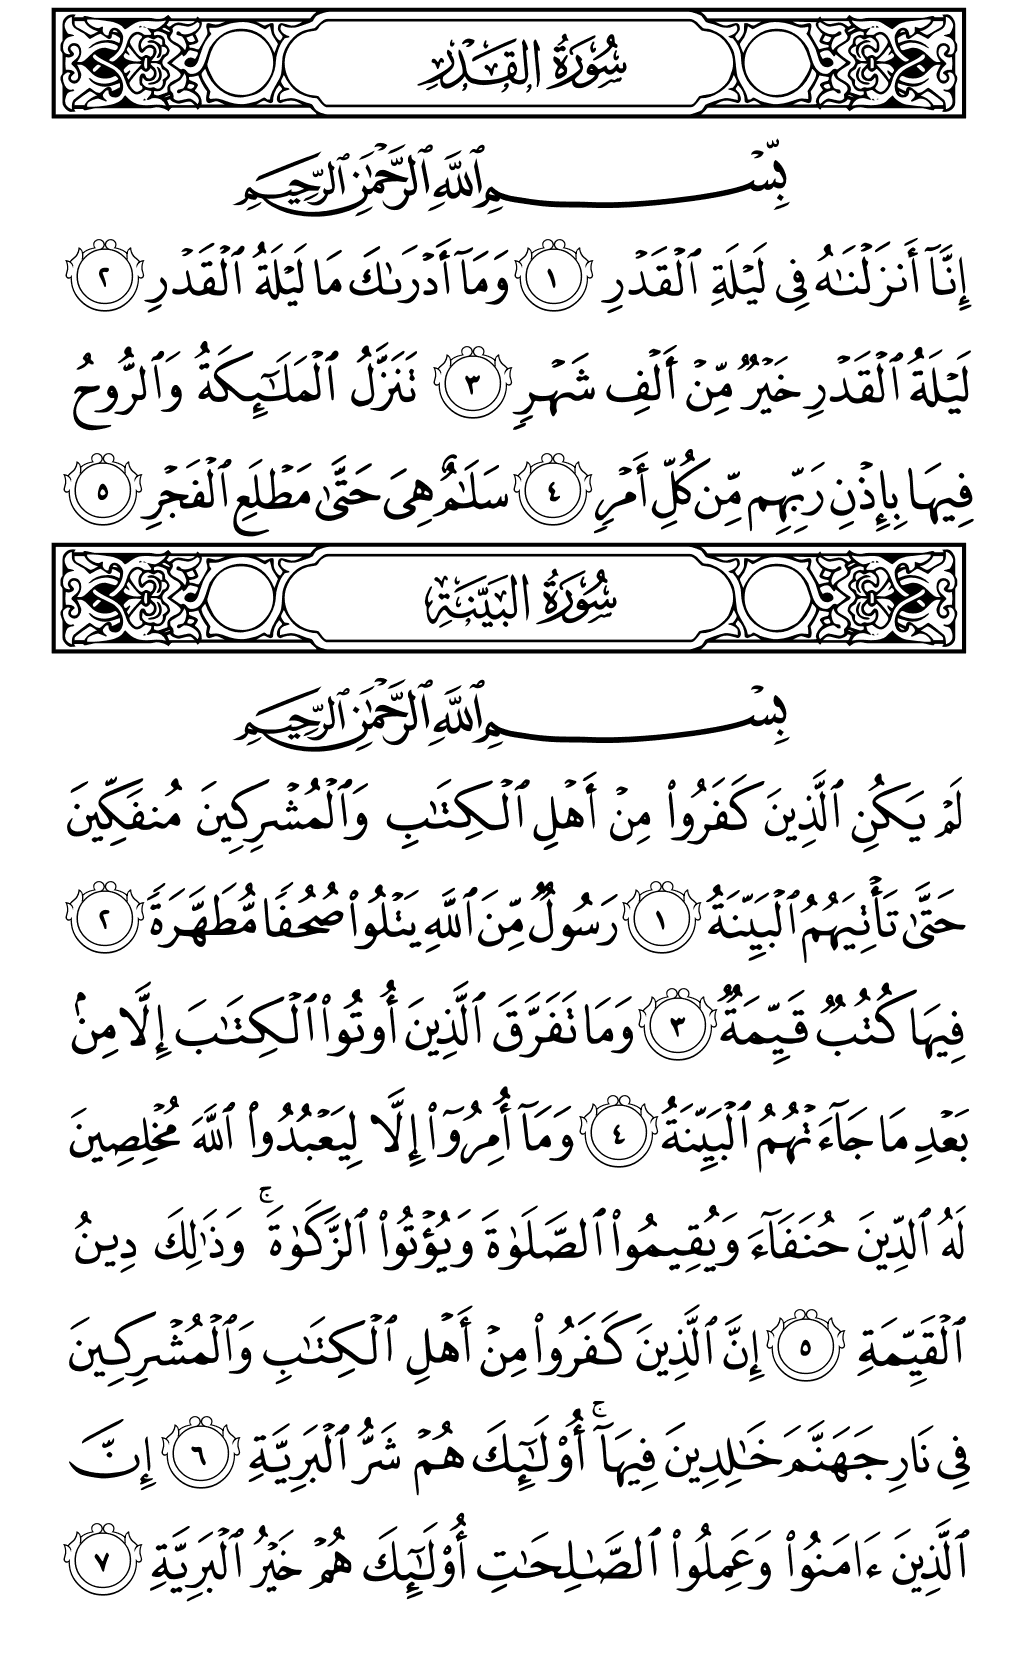 سُورَةُ القَدْرِ
بِّسْمِ ٱللَّهِ ٱلرَّحْمَٰنِ ٱلرَّحِيمِ
إِنَّآ أَنزَلْنَٰهُ فِى لَيْلَةِ ٱلْقَدْرِ ١ وَمَآ أَدْرَىٰكَ مَا لَيْلَةُ ٱلْقَدْرِ ٢
لَيْلَةُ ٱلْقَدْرِ خَيْرٌ مِّنْ أَلْفِ شَهْرٍ ٣ تَنَزَّلُ ٱلْمَلَٰٓئِكَةُ وَٱلرُّوحُ
فِيهَا بِإِذْنِ رَبِّهِم مِّن كُلِّ أَمْرٍ ٤ سَلَٰمٌ هِىَ حَتَّىٰ مَطْلَعِ ٱلْفَجْرِ ٥
سُورَةُ البَيِّنَةِ
بِسْمِ ٱللَّهِ ٱلرَّحْمَٰنِ ٱلرَّحِيمِ
لَمْ يَكُنِ ٱلَّذِينَ كَفَرُوا۟ مِنْ أَهْلِ ٱلْكِتَٰبِ وَٱلْمُشْرِكِينَ مُنفَكِّينَ
حَتَّىٰ تَأْتِيَهُمُ ٱلْبَيِّنَةُ ١ رَسُولٌ مِّنَ ٱللَّهِ يَتْلُوا۟ صُحُفًا مُّطَهَّرَةً ٢
فِيهَا كُتُبٌ قَيِّمَةٌ ٣ وَمَا تَفَرَّقَ ٱلَّذِينَ أُوتُوا۟ ٱلْكِتَٰبَ إِلَّا مِنۢ
بَعْدِ مَا جَآءَتْهُمُ ٱلْبَيِّنَةُ ٤ وَمَآ أُمِرُوٓا۟ إِلَّا لِيَعْبُدُوا۟ ٱللَّهَ مُخْلِصِينَ
لَهُ ٱلدِّينَ حُنَفَآءَ وَيُقِيمُوا۟ ٱلصَّلَوٰةَ وَيُؤْتُوا۟ ٱلزَّكَوٰةَ ۚ وَذَٰلِكَ دِينُ
ٱلْقَيِّمَةِ ٥ إِنَّ ٱلَّذِينَ كَفَرُوا۟ مِنْ أَهْلِ ٱلْكِتَٰبِ وَٱلْمُشْرِكِينَ
فِى نَارِ جَهَنَّمَ خَٰلِدِينَ فِيهَآ ۚ أُو۟لَٰٓئِكَ هُمْ شَرُّ ٱلْبَرِيَّةِ ٦ إِنَّ
ٱلَّذِينَ ءَامَنُوا۟ وَعَمِلُوا۟ ٱلصَّٰلِحَٰتِ أُو۟لَٰٓئِكَ هُمْ خَيْرُ ٱلْبَرِيَّةِ ٧